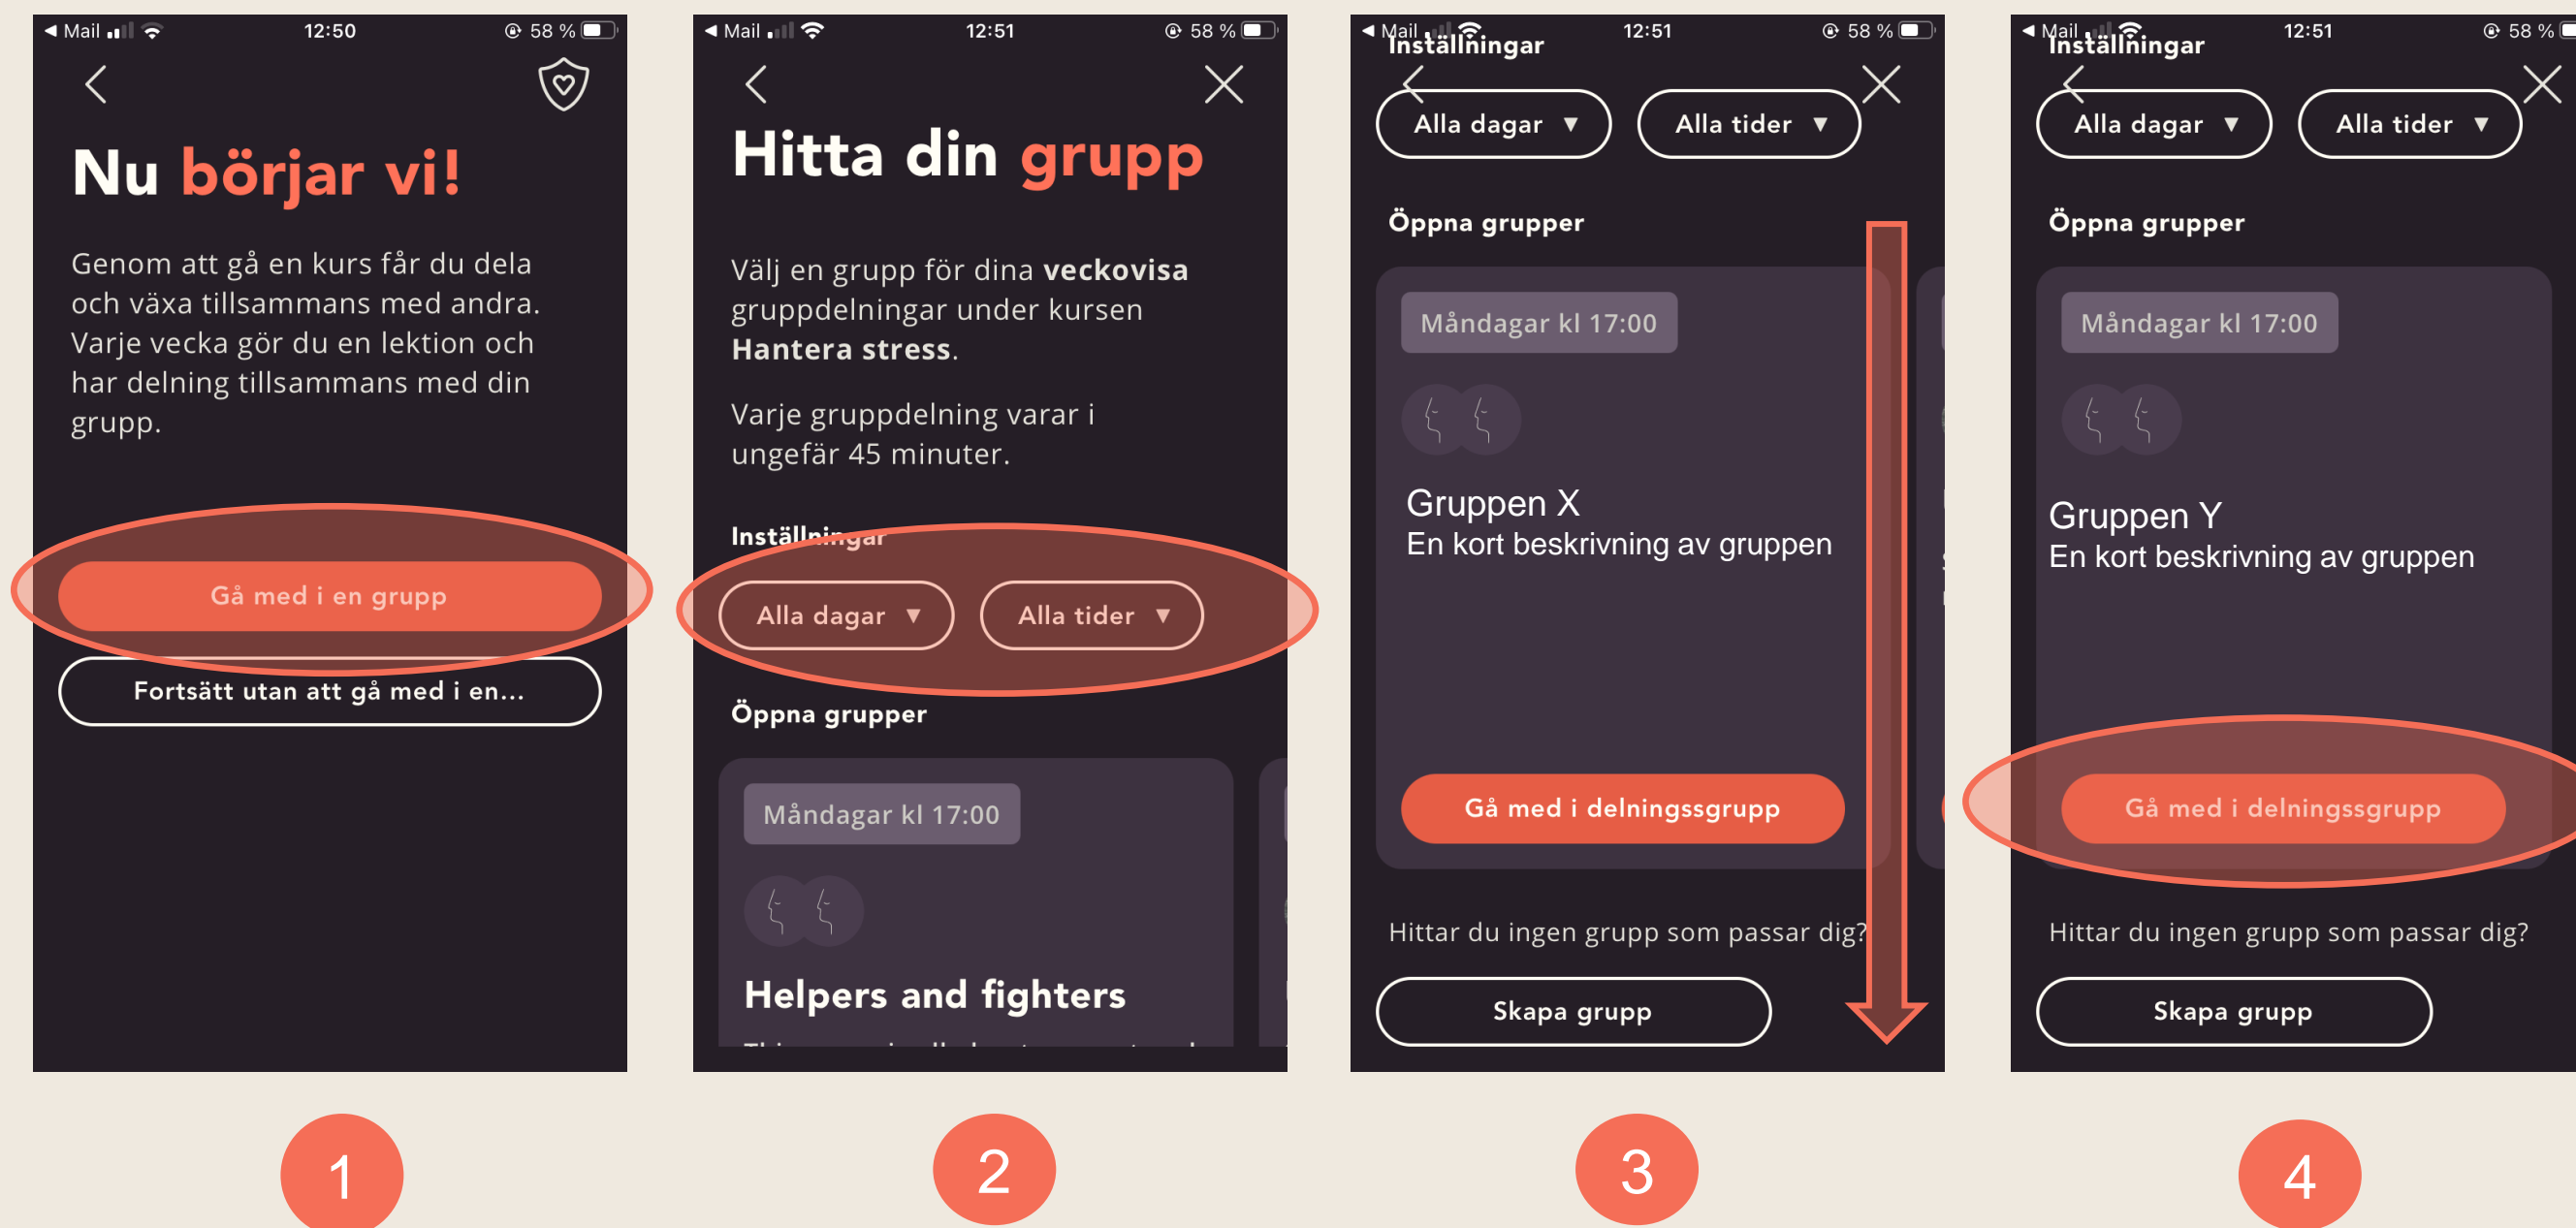 Mail
12:50
58 %
Nu börjar vi!
Genom att gå en kurs får du dela
och växa tillsammans med andra.
Varje vecka gör du en lektion och
har delning tillsammans med din
grupp.
Gå med i en grupp
Fortsätt utan att gå med i en...
1
Mail
12:51
58 %
Hitta din grupp
Välj en grupp för dina veckovisa
gruppdelningar under kursen
Hantera stress.
Varje gruppdelning varar i
ungefär 45 minuter.
Inställningar
Alla dagar ▼
Alla tider ▼
Öppna grupper
Måndagar kl 17:00
Helpers and fighters
2
Mail
12:51
58 %
Inställningar
Alla dagar ▼
Alla tider ▼
Öppna grupper
Måndagar kl 17:00
Gruppen X
En kort beskrivning av gruppen
Gå med i delningssgrupp
Hittar du ingen grupp som passar dig?
Skapa grupp
3
Mail
12:51
58 %
Inställningar
Alla dagar ▼
Alla tider ▼
Öppna grupper
Måndagar kl 17:00
Gruppen Y
En kort beskrivning av gruppen
Gå med i delningssgrupp
Hittar du ingen grupp som passar dig?
Skapa grupp
4